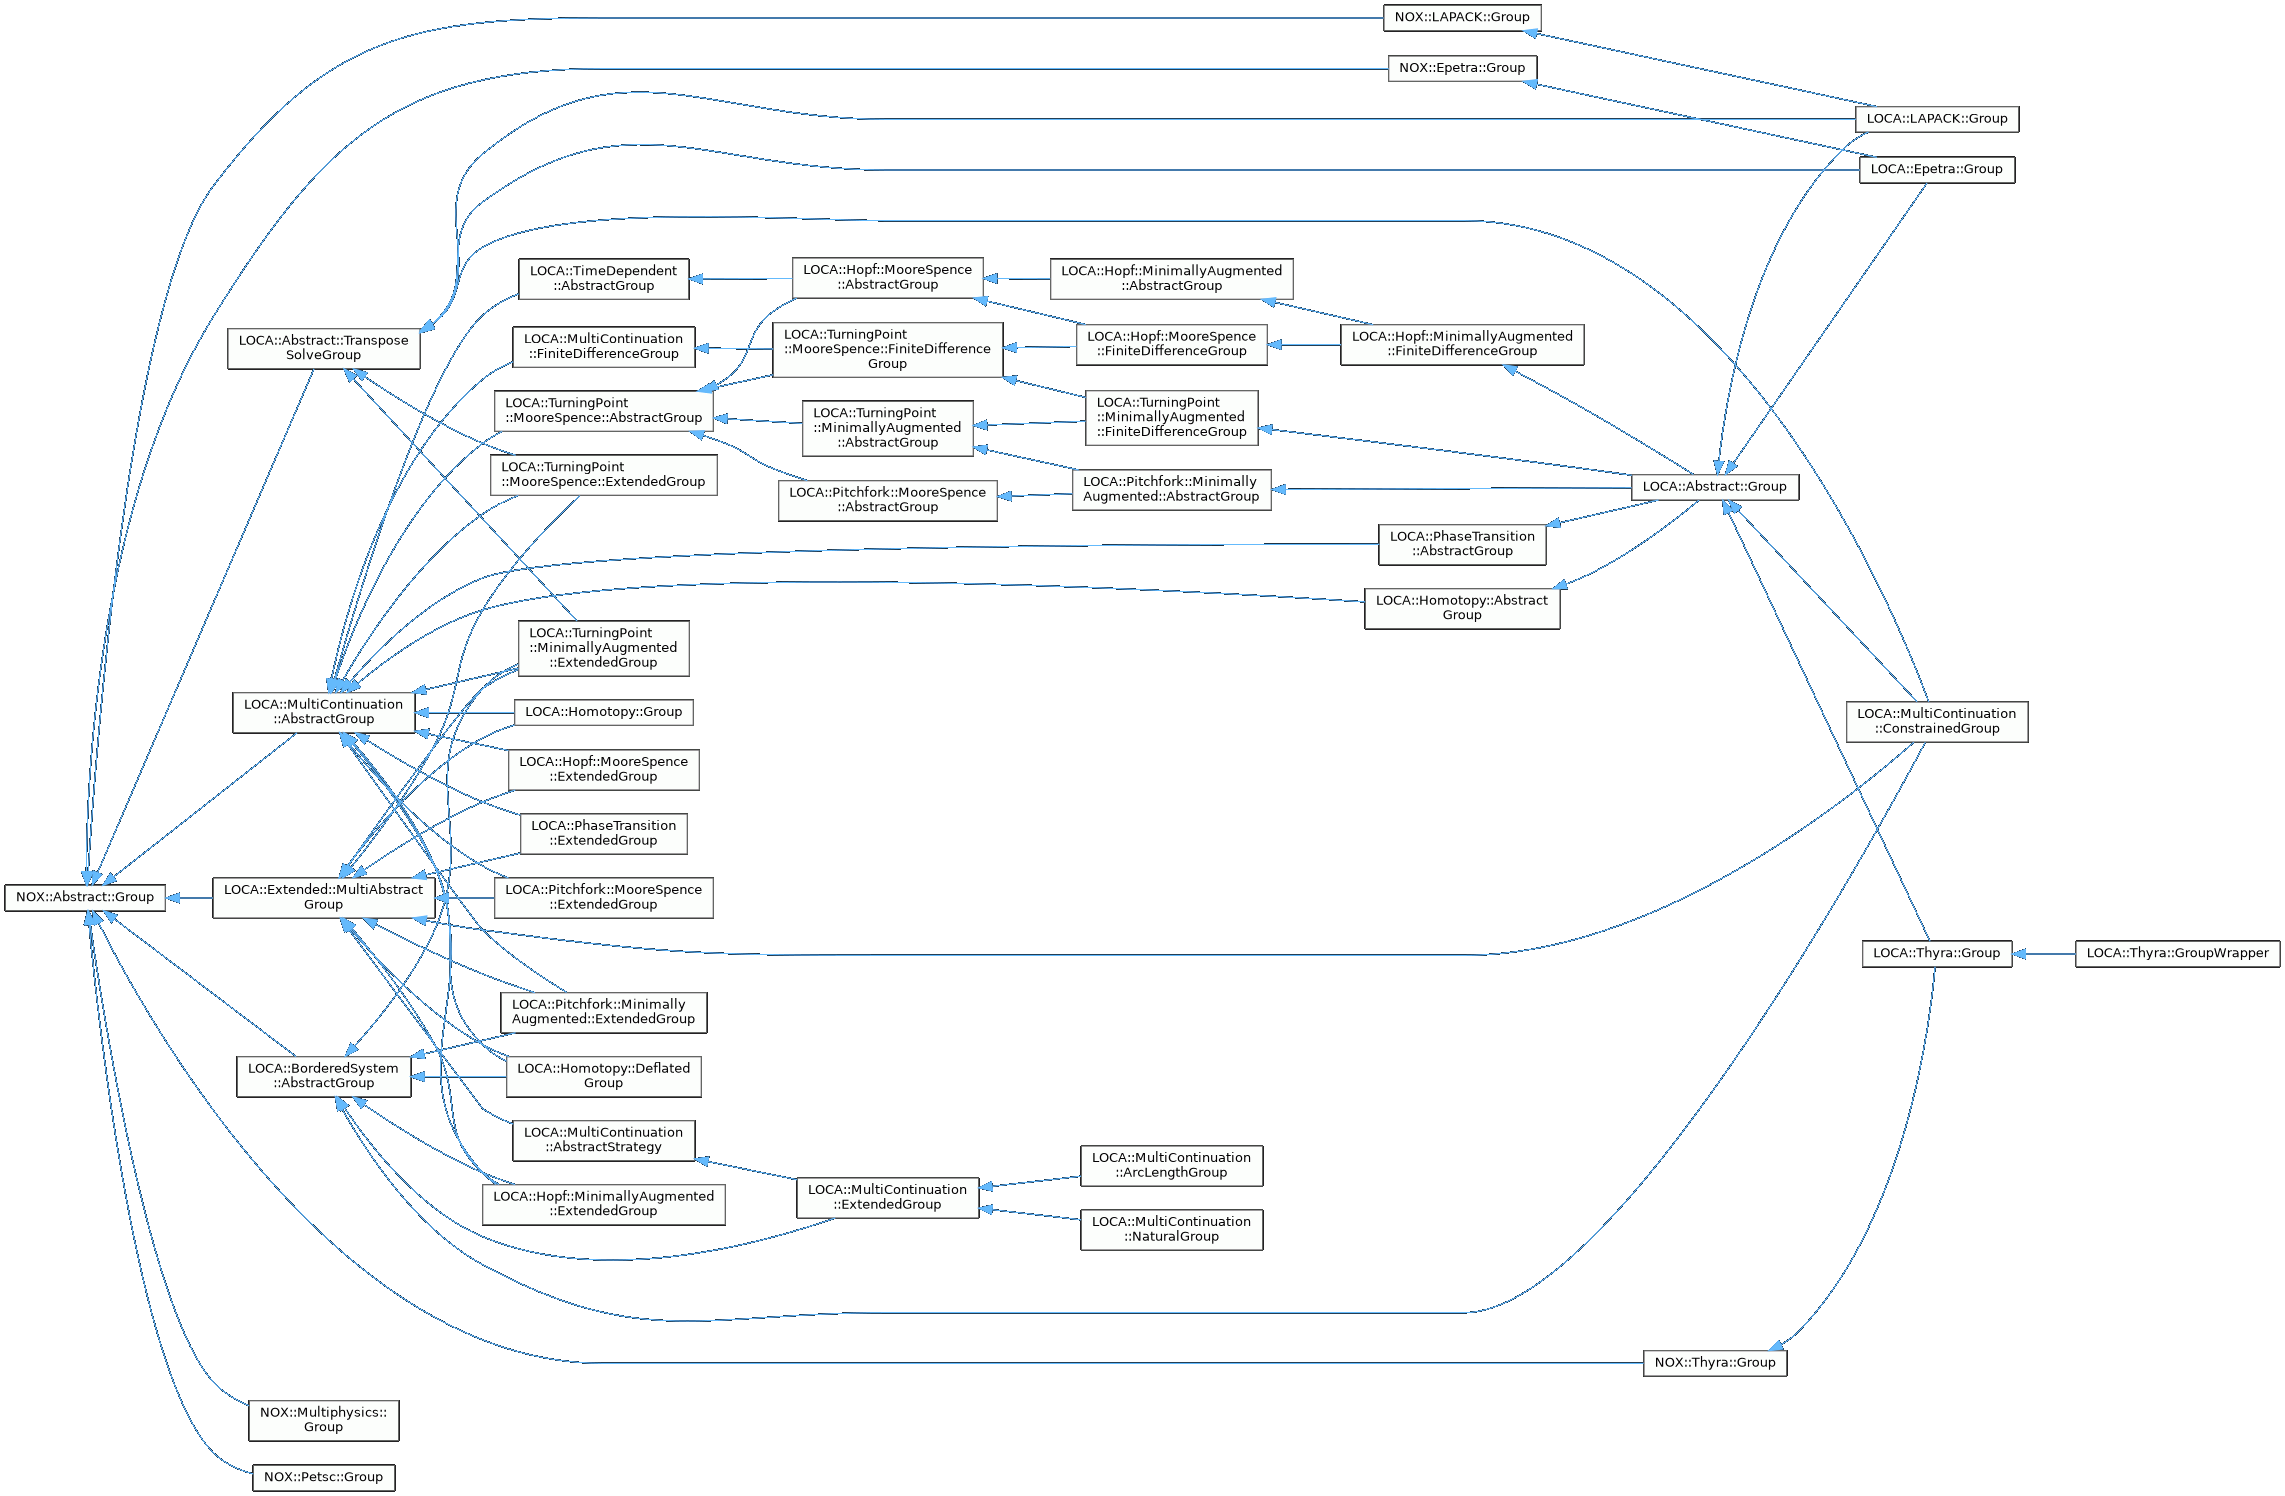 NOX::LAPACK::Group
NOX::Epetra::Group
LOCA::LAPACK::Group
LOCA::Epetra::Group
LOCA::TimeDependent
::AbstractGroup
LOCA::Hopf::MooreSpence
::AbstractGroup
LOCA::Hopf::MinimallyAugmented
::AbstractGroup
LOCA::Abstract::Transpose
SolveGroup
LOCA::MultiContinuation
::FiniteDifferenceGroup
LOCA::TurningPoint
::MooreSpence::FiniteDifference
Group
LOCA::Hopf::MooreSpence
::FiniteDifferenceGroup
LOCA::Hopf::MinimallyAugmented
::FiniteDifferenceGroup
LOCA::TurningPoint
::MooreSpence::AbstractGroup
LOCA::TurningPoint
::MinimallyAugmented
::AbstractGroup
LOCA::TurningPoint
::MinimallyAugmented
::FiniteDifferenceGroup
LOCA::TurningPoint
::MooreSpence::ExtendedGroup
LOCA::Pitchfork::MooreSpence
::AbstractGroup
LOCA::Pitchfork::Minimally
Augmented::AbstractGroup
LOCA::Abstract::Group
LOCA::PhaseTransition
::AbstractGroup
LOCA::Homotopy::Abstract
Group
LOCA::TurningPoint
::MinimallyAugmented
::ExtendedGroup
LOCA::MultiContinuation
::AbstractGroup
LOCA::Homotopy::Group
LOCA::MultiContinuation
::ConstrainedGroup
LOCA::Hopf::MooreSpence
::ExtendedGroup
LOCA::PhaseTransition
::ExtendedGroup
NOX::Abstract::Group
LOCA::Extended::MultiAbstract
Group
LOCA::Pitchfork::MooreSpence
::ExtendedGroup
LOCA::Thyra::Group
LOCA::Thyra::GroupWrapper
LOCA::Pitchfork::Minimally
Augmented::ExtendedGroup
LOCA::BorderedSystem
::AbstractGroup
LOCA::Homotopy::Deflated
Group
LOCA::MultiContinuation
::AbstractStrategy
LOCA::MultiContinuation
::ArcLengthGroup
LOCA::Hopf::MinimallyAugmented
::ExtendedGroup
LOCA::MultiContinuation
::ExtendedGroup
LOCA::MultiContinuation
::NaturalGroup
NOX::Thyra::Group
NOX::Multiphysics::
Group
NOX::Petsc::Group